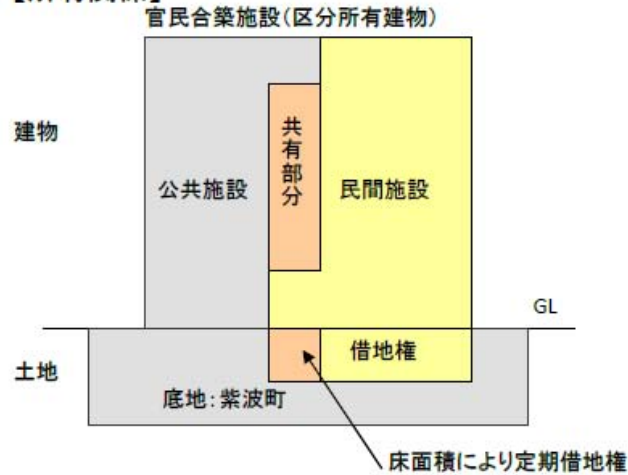 官民合築施設(区分所有建物)
建物
共有部分
公共施設
民間施設
GL
借地権
土地
底地:紫波町
床面積により定期借地権